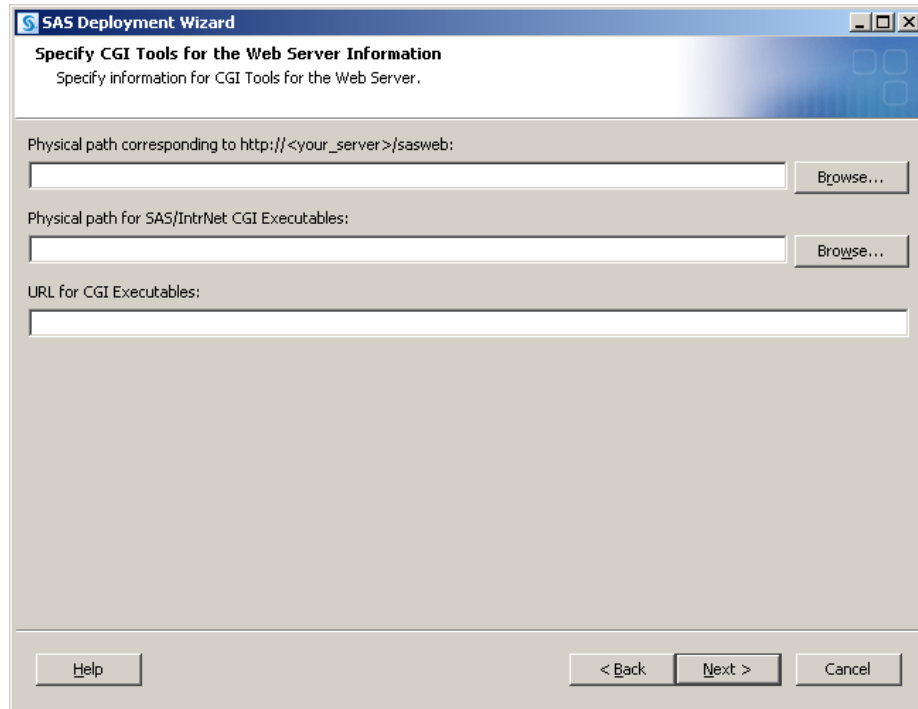 SAS Deployment Wizard
Specify CGI Tools for the Web Server Information
Specify information for CGI Tools for the Web Server.
Physical path corresponding to http://<your_server>/sasweb:
Browse...
Physical path for SAS/IntrNet CGI Executables:
Browse...
URL for CGI Executables:
Help
< Back
Next >
Cancel